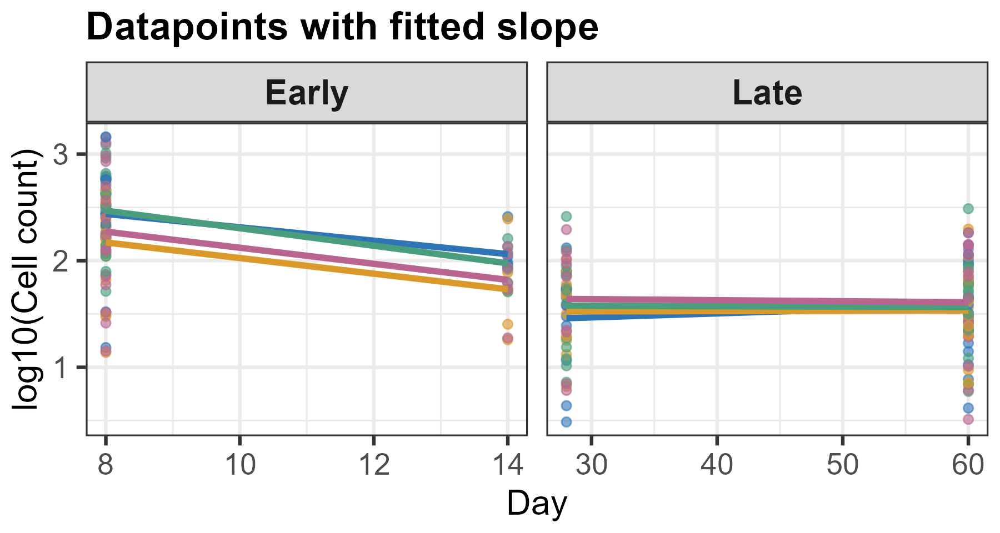 Datapoints with fitted slope
Early
Late
log10(Cell count)
3
2
1
8
10
12
14
30
40
50
60
Day